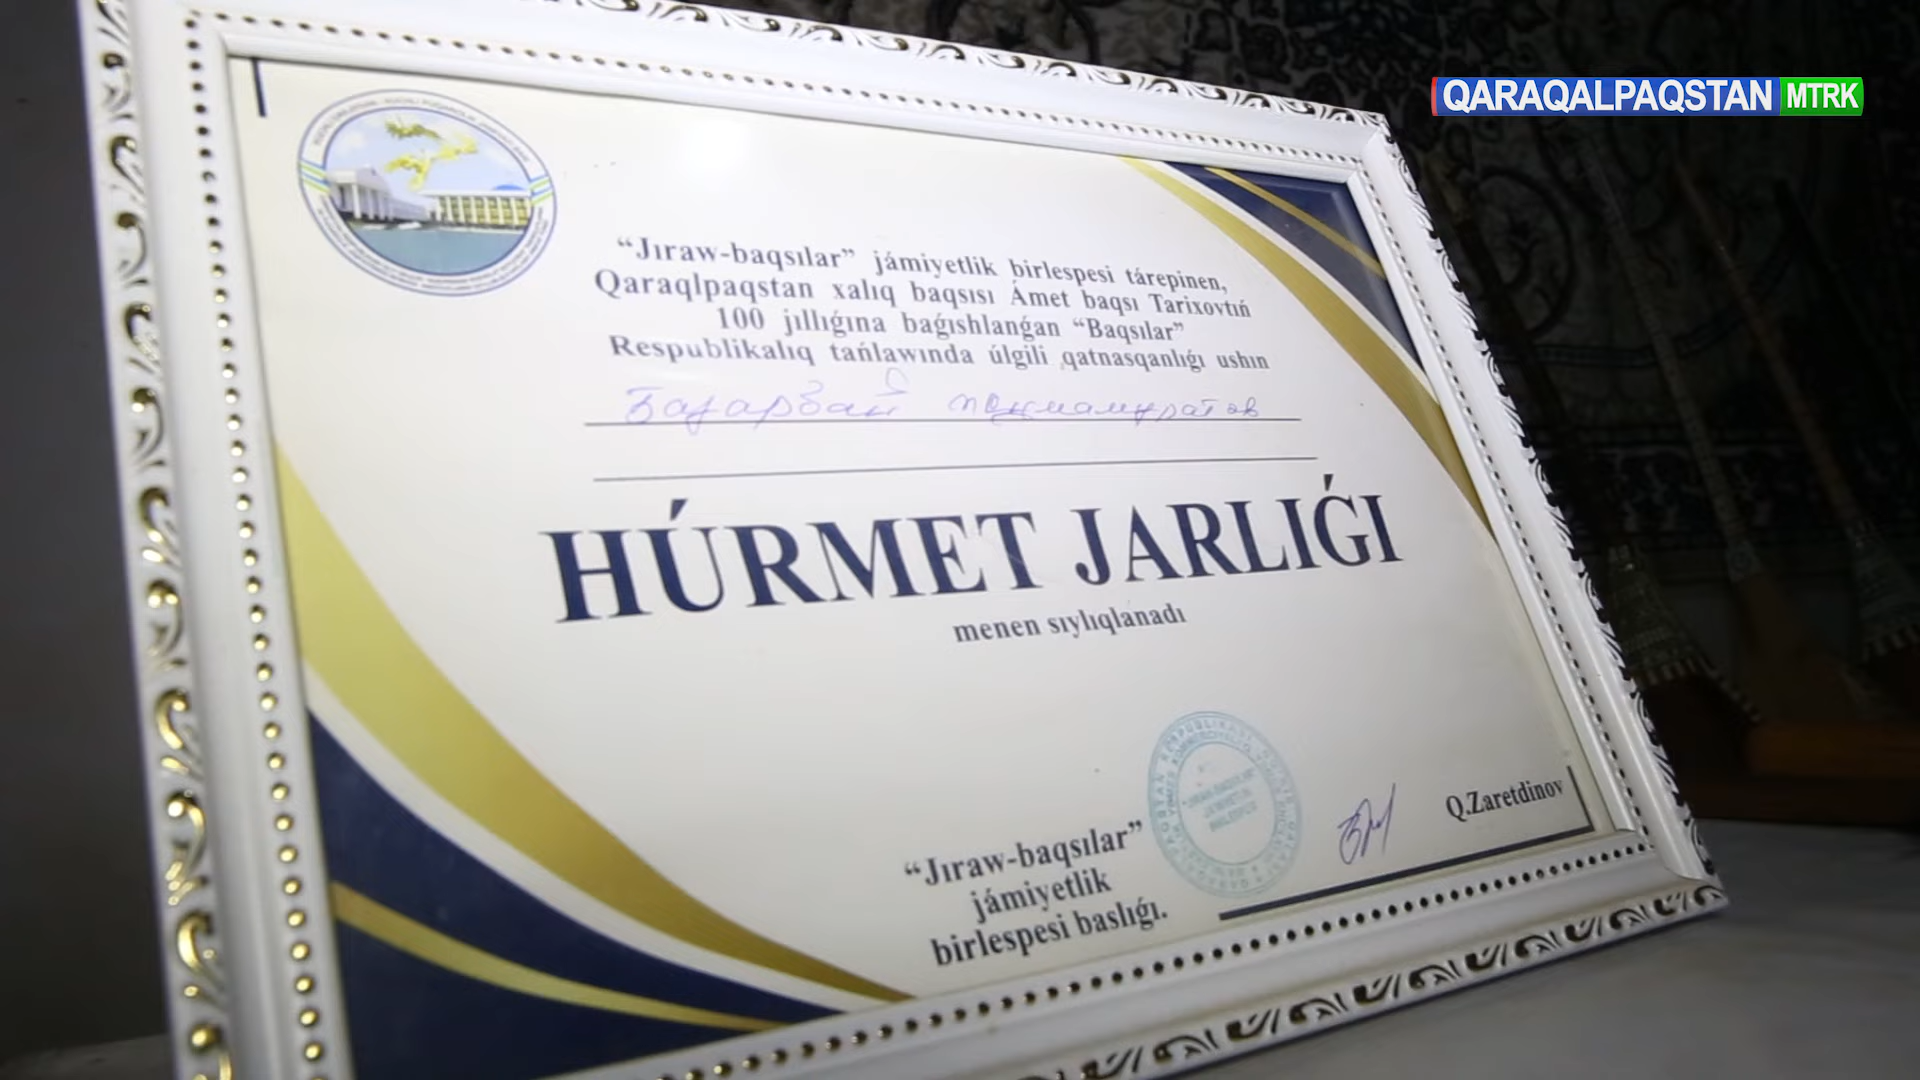 QARAQALPAQSTAN MTRK
“Jıraw-baqsılar” jámiyetlik birlespesi tárepinen,
Qaraqlpaqstan xalıq baqsısı Ámet baqsı Tarixovtıń
100 jıllıǵına baǵıshlanǵan “Baqsılar”
Respublikalıq tańlawında úlgili qatnasqanlıǵı ushın
HÚRMET JARLIǴI
menen sıylıqlanadı
“Jıraw-baqsılar”
jámiyetlik
birlespesi baslıǵı.
Q.Zaretdinov